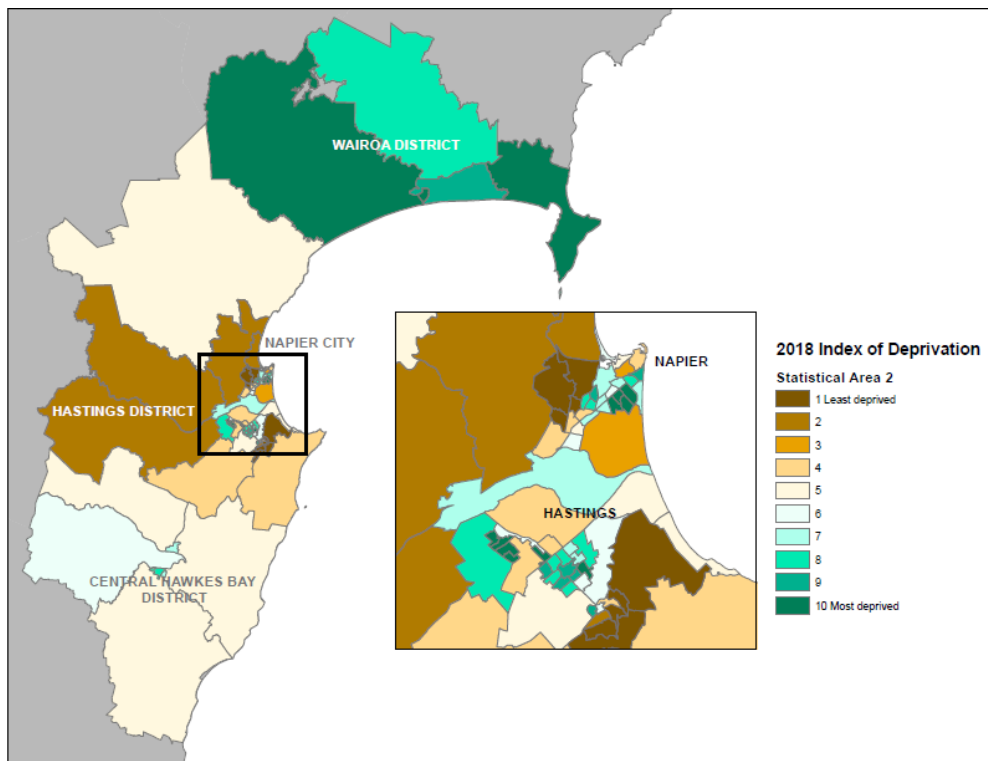 WAIROA DISTRICT
NAPIER CITY
HASTINGS DISTRICT
CENTRAL HAWKES BAY
DISTRICT
NAPIER
HASTINGS
2018 Index of Deprivation
Statistical Area 2
1 Least deprived
2
3
4
5
6
7
8
9
10 Most deprived